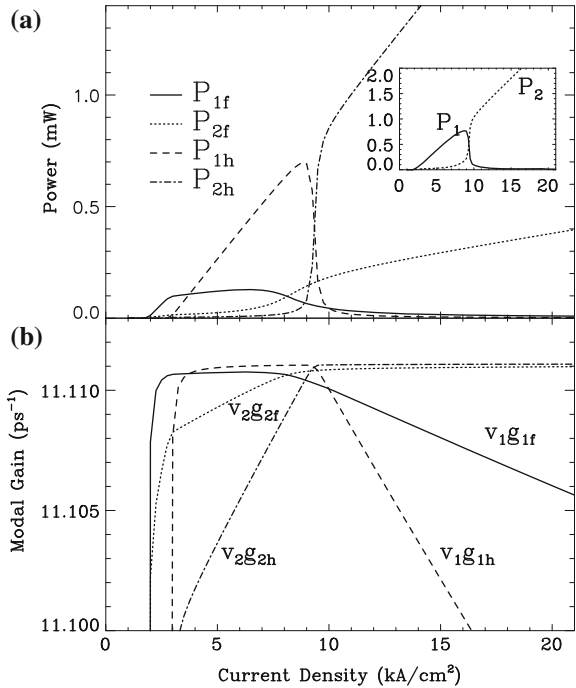 (a)
P1f
P2f
P1h
P2h
Power (mW)
1.0
0.5
0.0
2.0
1.5
1.0
0.5
0.0
P1
P2
0 5 10 15 20
(b)
Modal Gain (ps⁻¹)
11.110
11.105
11.100
v2g2f
v1g1f
v2g2h
v1g1h
0 5 10 15 20
Current Density (kA/cm²)